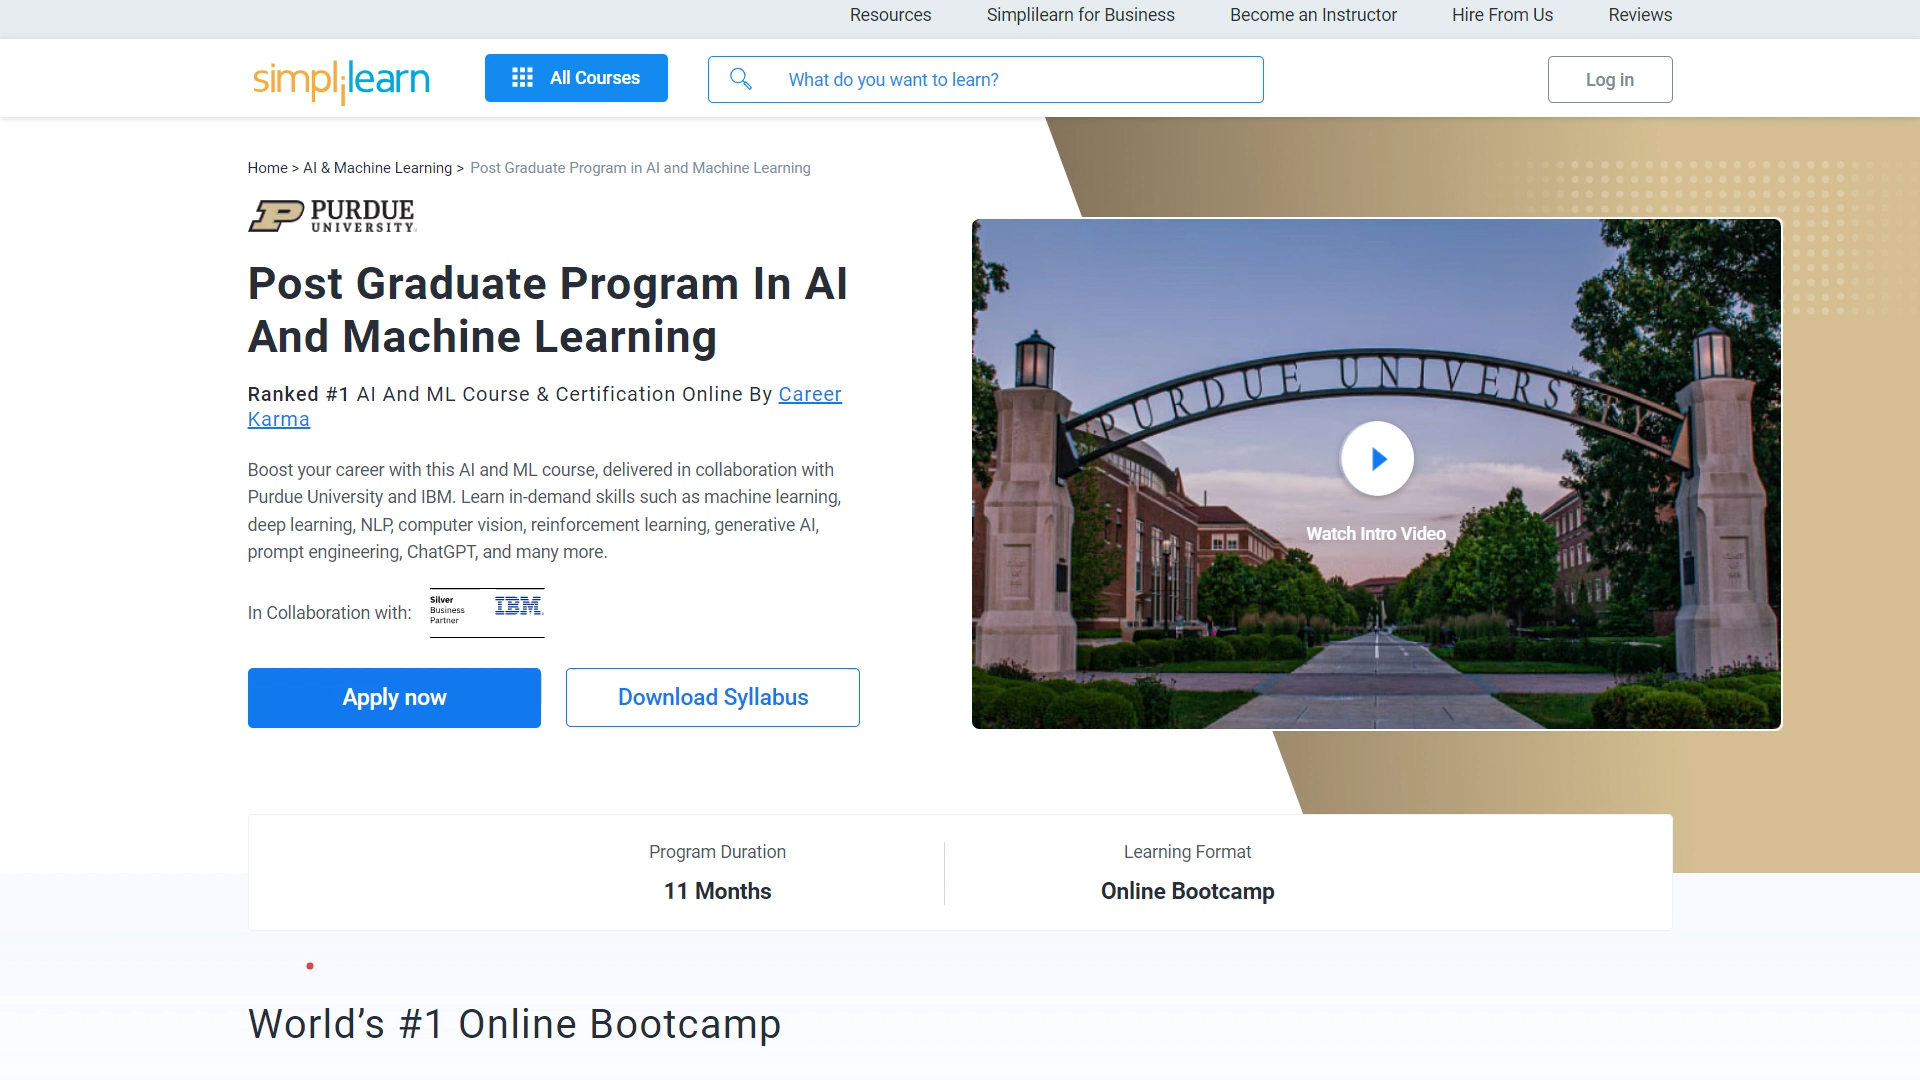 Resources Simplilearn for Business Become an Instructor Hire From Us Reviews
simplilearn All Courses What do you want to learn? Log in
Home > AI & Machine Learning > Post Graduate Program in AI and Machine Learning
PURDUE
UNIVERSITY
Post Graduate Program In AI
And Machine Learning
Ranked #1 AI And ML Course & Certification Online By Career
Karma
Boost your career with this AI and ML course, delivered in collaboration with
Purdue University and IBM. Learn in-demand skills such as machine learning,
deep learning, NLP, computer vision, reinforcement learning, generative AI,
prompt engineering, ChatGPT, and many more.
In Collaboration with:
Silver
Business
Partner
IBM
Apply now Download Syllabus
PURDUE UNIVERSITY
Watch Intro Video
Program Duration
11 Months
Learning Format
Online Bootcamp
World’s #1 Online Bootcamp